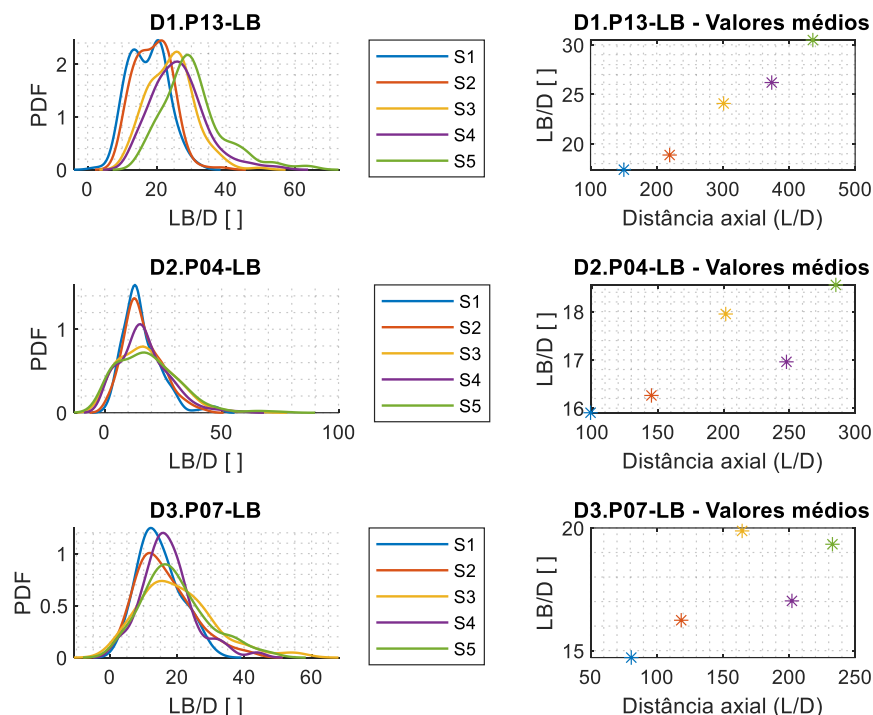 D1.P13-LB
PDF
2
1
0
0 20 40 60
LB/D [ ]
S1
S2
S3
S4
S5
D1.P13-LB - Valores médios
LB/D [ ]
30
25
20
100 200 300 400 500
Distância axial (L/D)
D2.P04-LB
PDF
1
0
0 50 100
LB/D [ ]
S1
S2
S3
S4
S5
D2.P04-LB - Valores médios
LB/D [ ]
18
17
16
100 150 200 250 300
Distância axial (L/D)
D3.P07-LB
PDF
1
0.5
0
0 20 40 60
LB/D [ ]
S1
S2
S3
S4
S5
D3.P07-LB - Valores médios
LB/D [ ]
20
15
50 100 150 200 250
Distância axial (L/D)